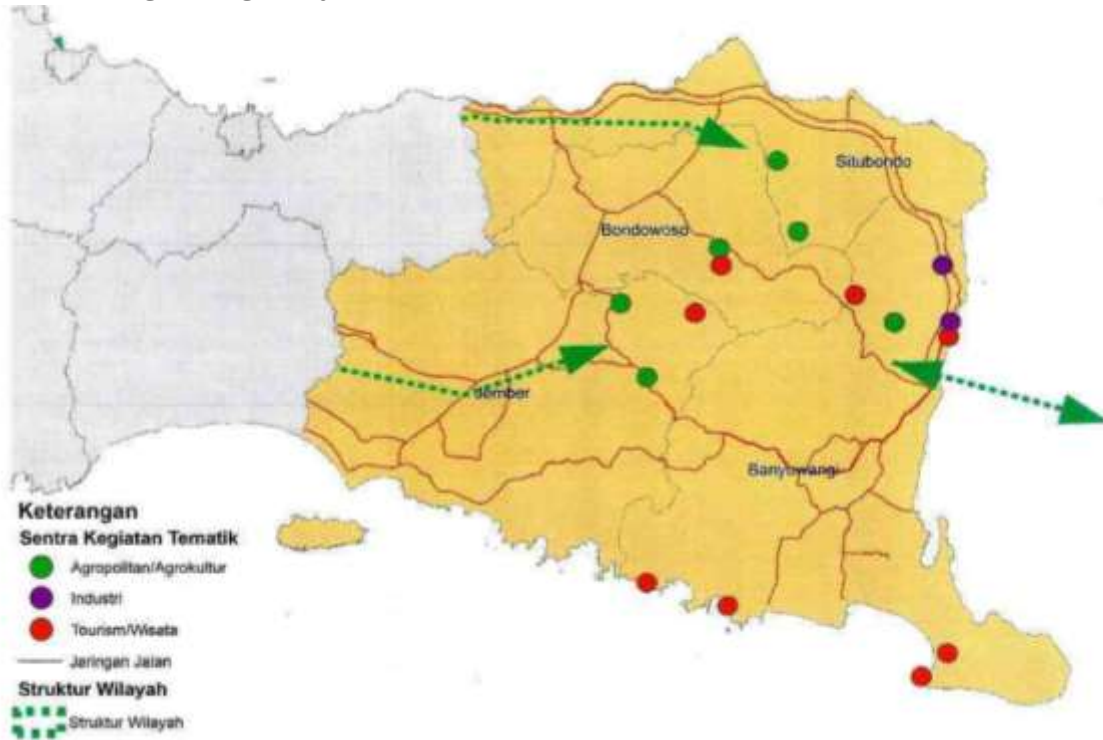 Situbondo
Bondowoso
Jember
Banyuwangi
Keterangan
Sentra Kegiatan Tematik
Agropolitan/Agrokultur
Industri
Tourism/Wisata
Jaringan Jalan
Struktur Wilayah
Struktur Wilayah